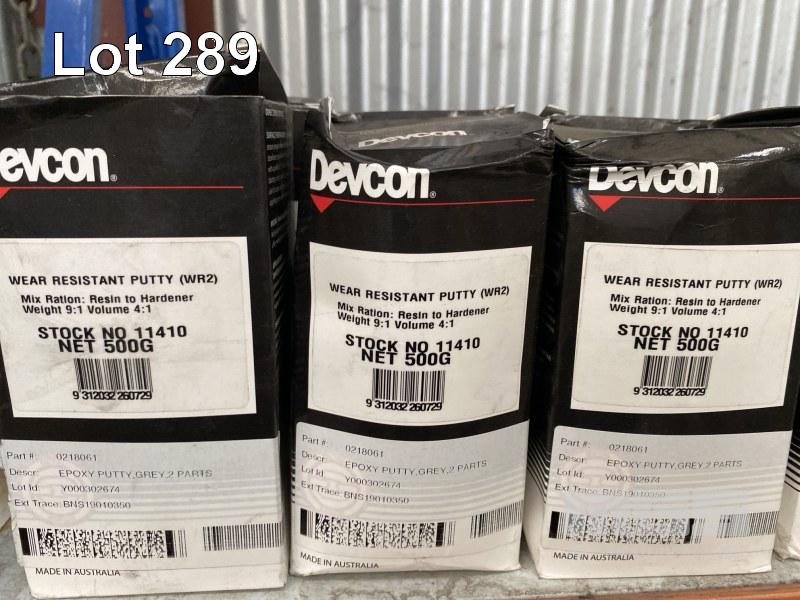 Lot 289
evcon®
WEAR RESISTANT PUTTY (WR2)
Mix Ration: Resin to Hardener
Weight 9:1 Volume 4:1
STOCK NO 11410
NET 500G
9 312032 260729
Part #: 0218061
Descr: EPOXY PUTTY,GREY,2 PARTS
Lot Id: Y000302674
Ext Trace: BNS19010350
MADE IN AUSTRALIA
Devcon
Devcon®
WEAR RESISTANT PUTTY (WR2)
Mix Ration: Resin to Hardener
Weight 9:1 Volume 4:1
STOCK NO 11410
NET 500G
9 312032 260729
Part #: 0218061
Descr: EPOXY PUTTY,GREY,2 PARTS
Lot Id: Y000302674
Ext Trace: BNS19010350
MADE IN AUSTRALIA
Devcon®
WEAR RESISTANT PUTTY (WR2)
Mix Ration: Resin to Hardener
Weight 9:1 Volume 4:1
STOCK NO 11410
NET 500G
9 312032 260729
Part #: 0218061
Descr: EPOXY PUTTY,GREY,2 PARTS
Lot Id: Y000302674
Ext Trace: BNS19010350
MADE IN AUSTRALIA